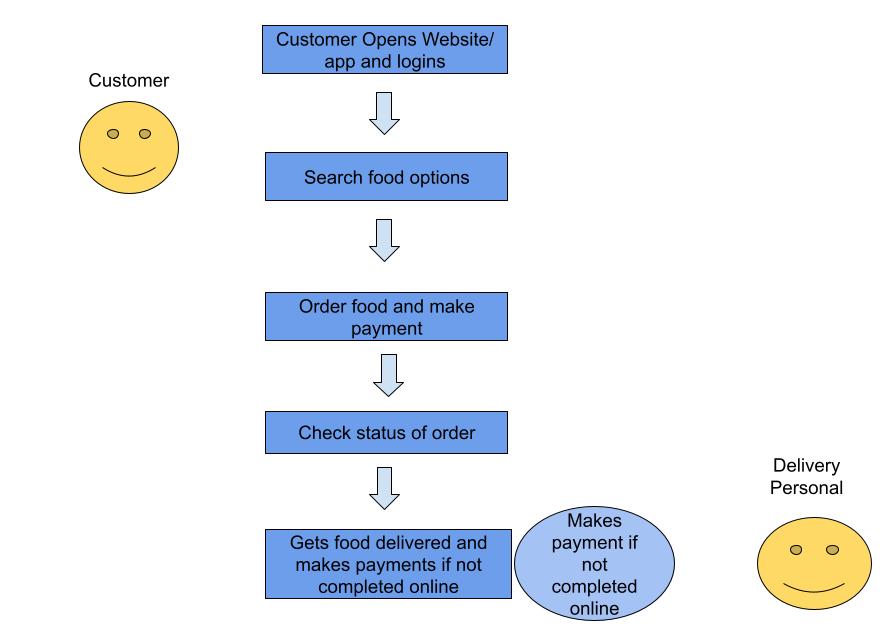 Customer Opens Website/
app and logins
Customer
Search food options
Order food and make
payment
Check status of order
Delivery
Personal
Gets food delivered and
makes payments if not
completed online
Makes
payment if
not
completed
online